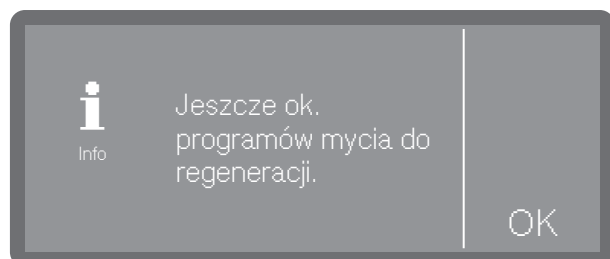 Info
Jeszcze ok.
programów mycia do
regeneracji.
OK